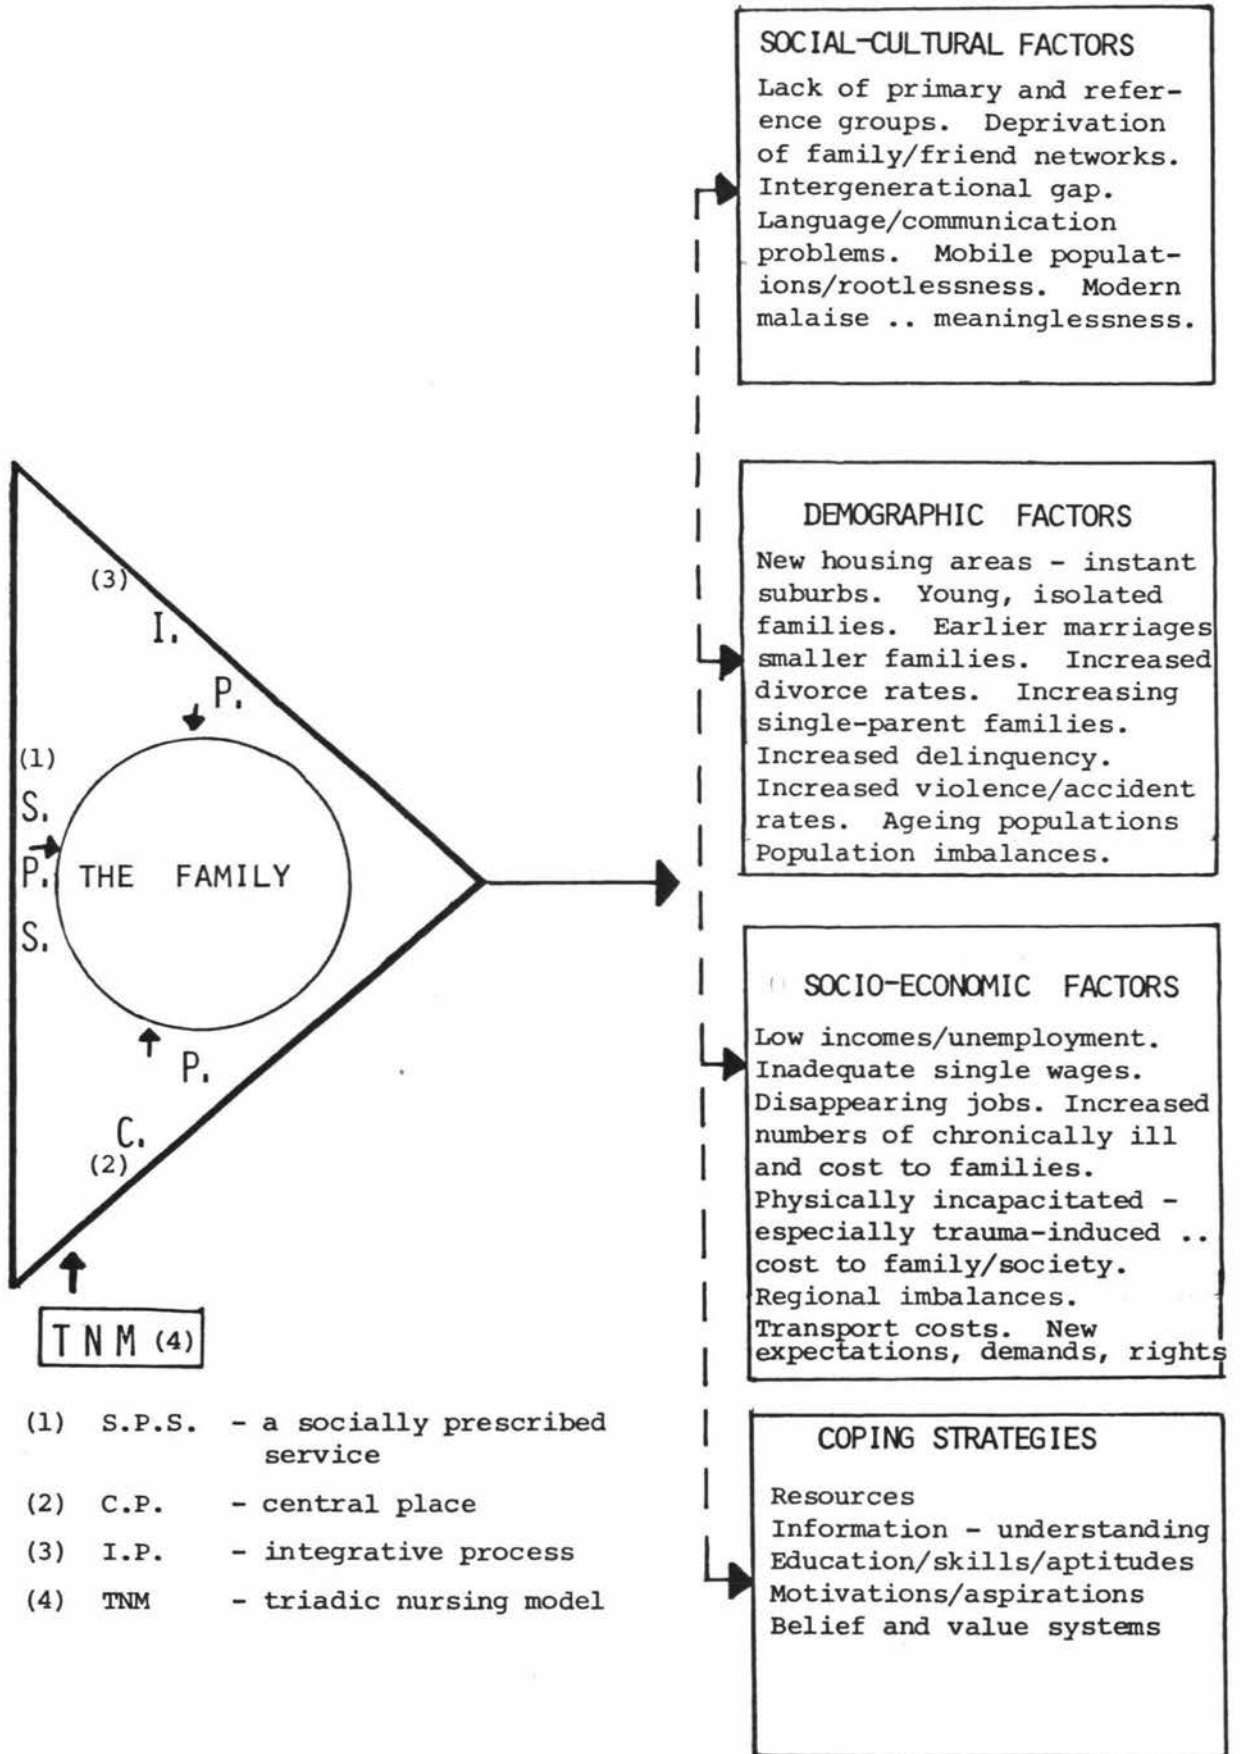 SOCIAL-CULTURAL FACTORS
Lack of primary and refer-
ence groups. Deprivation
of family/friend networks.
Intergenerational gap.
Language/communication
problems. Mobile populat-
ions/rootlessness. Modern
malaise .. meaninglessness.
DEMOGRAPHIC FACTORS
New housing areas - instant
suburbs. Young, isolated
families. Earlier marriages
smaller families. Increased
divorce rates. Increasing
single-parent families.
Increased delinquency.
Increased violence/accident
rates. Ageing populations
Population imbalances.
SOCIO-ECONOMIC FACTORS
Low incomes/unemployment.
Inadequate single wages.
Disappearing jobs. Increased
numbers of chronically ill
and cost to families.
Physically incapacitated -
especially trauma-induced ..
cost to family/society.
Regional imbalances.
Transport costs. New
expectations, demands, rights
COPING STRATEGIES
Resources
Information - understanding
Education/skills/aptitudes
Motivations/aspirations
Belief and value systems
(3)
I.
P.
(1)
S.
P.
S.
THE FAMILY
P.
C.
(2)
TNM (4)
(1) S.P.S. - a socially prescribed
service
(2) C.P. - central place
(3) I.P. - integrative process
(4) TNM - triadic nursing model